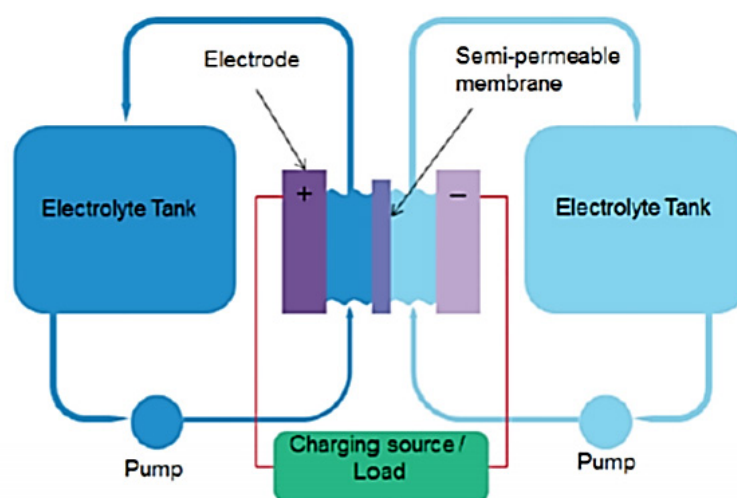 Electrode
Semi-permeable
membrane
Electrolyte Tank
+
−
Electrolyte Tank
Pump
Charging source /
Load
Pump